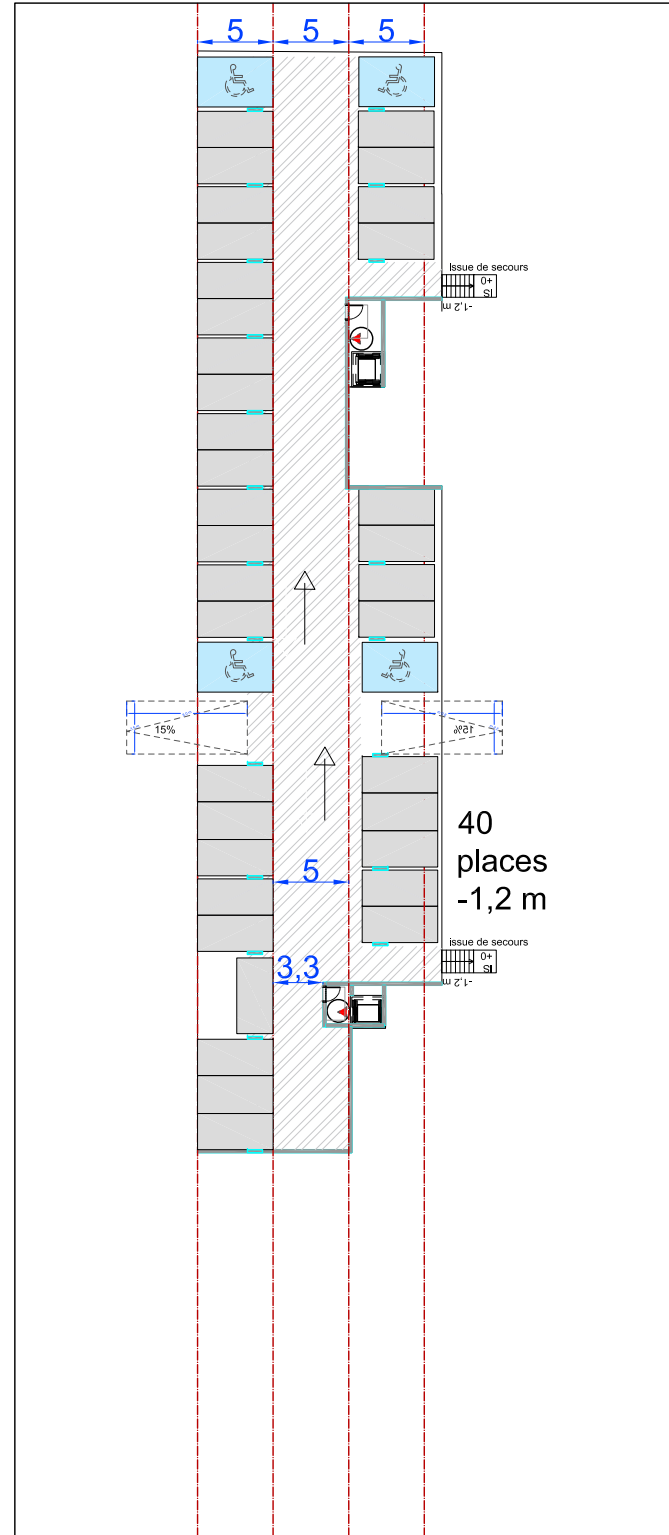 5 5 5
Issue de secours
+0
IS
-1,2 m
15% 15%
40
places
-1,2 m
5
issue de secours
+0
IS
-1,2 m
3,3